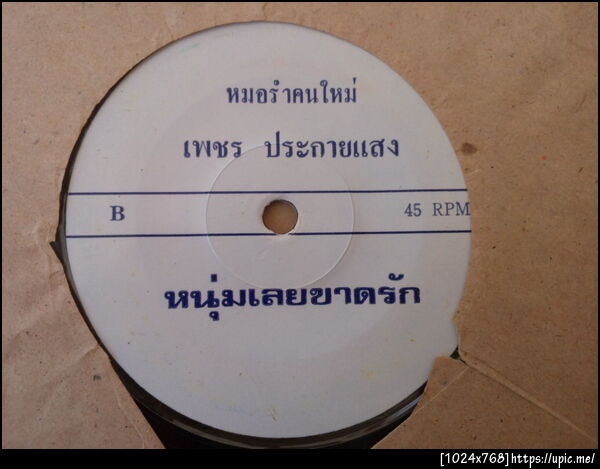 หมอรำคนใหม่
เพชร ประกายแสง
B 45 RPM
หนุ่มเลยขาดรัก
[1024x768]https://upic.me/